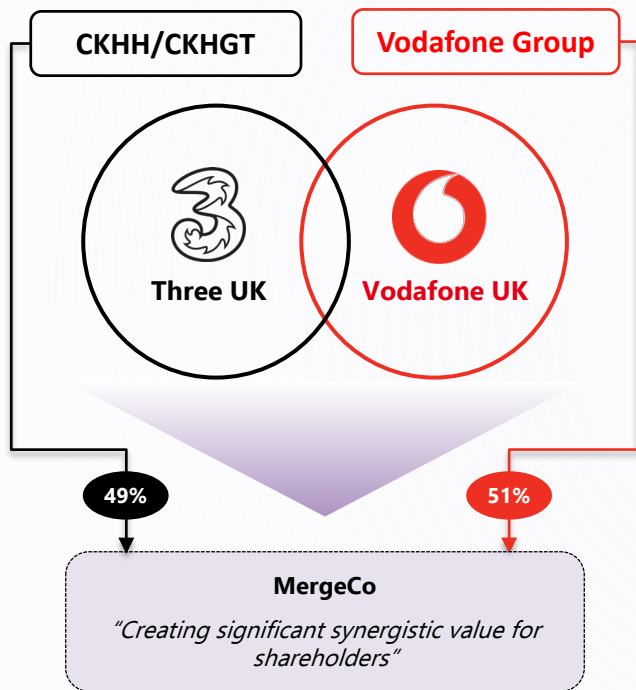 CKHH/CKHGT
Vodafone Group
Three UK
Vodafone UK
49%
51%
MergeCo
“Creating significant synergistic value for
shareholders”